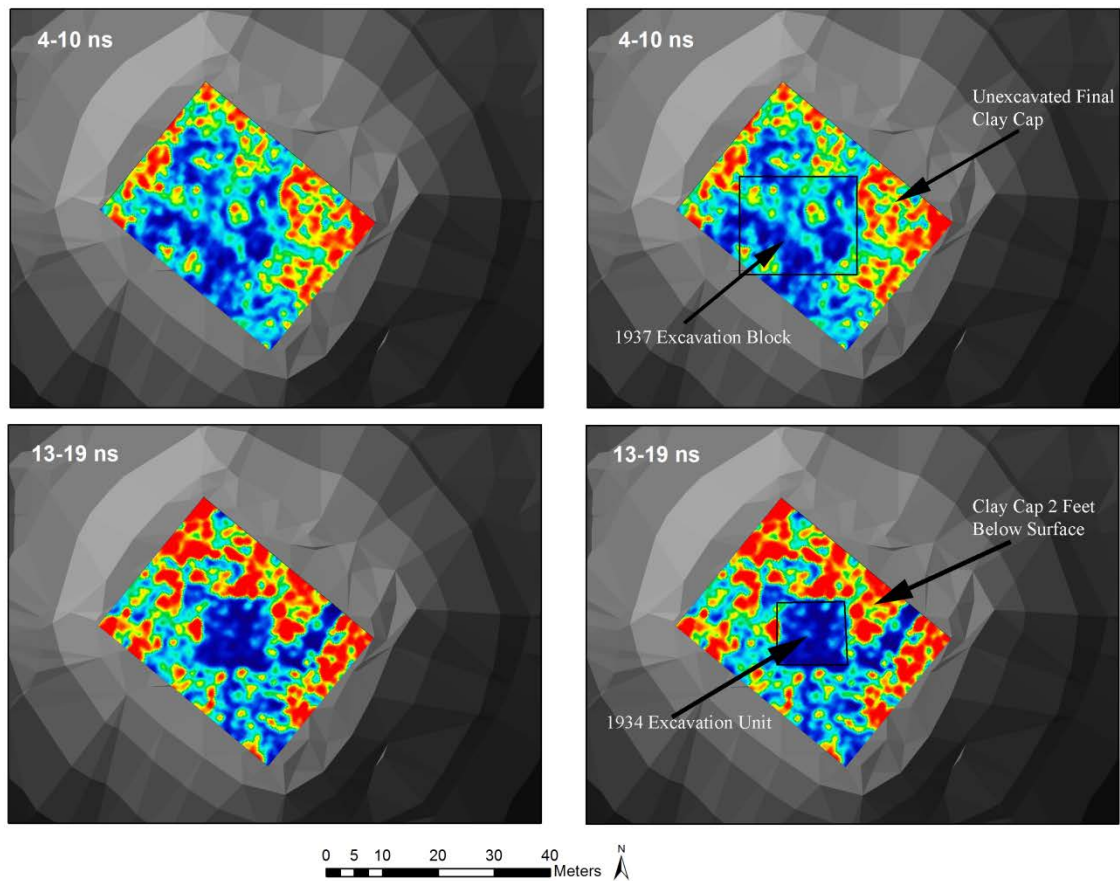 4-10 ns
4-10 ns
Unexcavated Final
Clay Cap
1937 Excavation Block
13-19 ns
13-19 ns
Clay Cap 2 Feet
Below Surface
1934 Excavation Unit
0 5 10 20 30 40
Meters
N